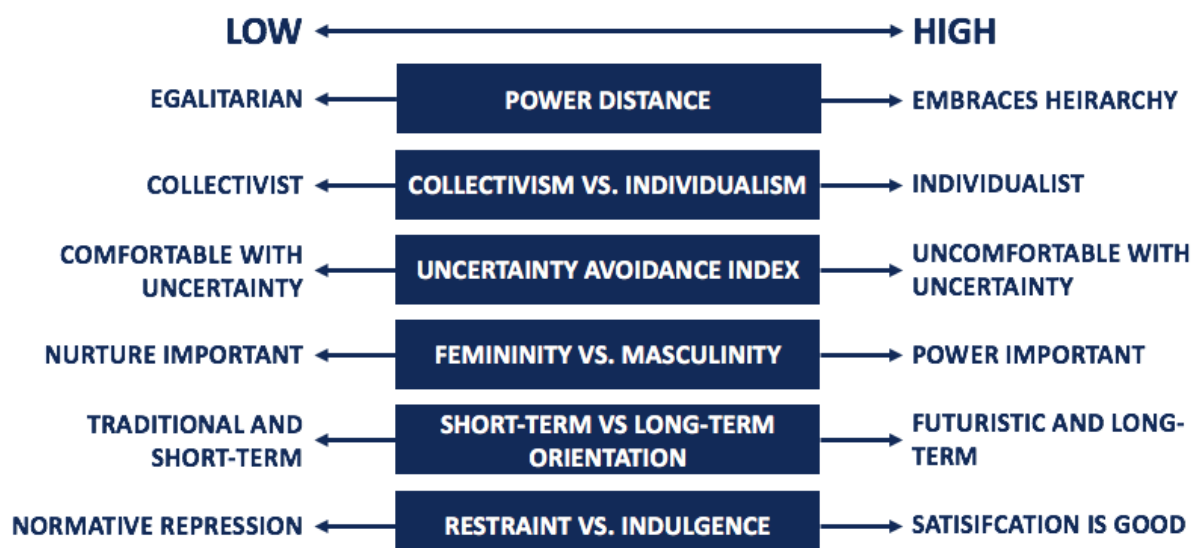 LOW HIGH
EGALITARIAN POWER DISTANCE EMBRACES HEIRARCHY
COLLECTIVIST COLLECTIVISM VS. INDIVIDUALISM INDIVIDUALIST
COMFORTABLE WITH
UNCERTAINTY
UNCERTAINTY AVOIDANCE INDEX
UNCOMFORTABLE WITH
UNCERTAINTY
NURTURE IMPORTANT FEMININITY VS. MASCULINITY POWER IMPORTANT
TRADITIONAL AND
SHORT-TERM
SHORT-TERM VS LONG-TERM
ORIENTATION
FUTURISTIC AND LONG-
TERM
NORMATIVE REPRESSION RESTRAINT VS. INDULGENCE SATISIFCATION IS GOOD